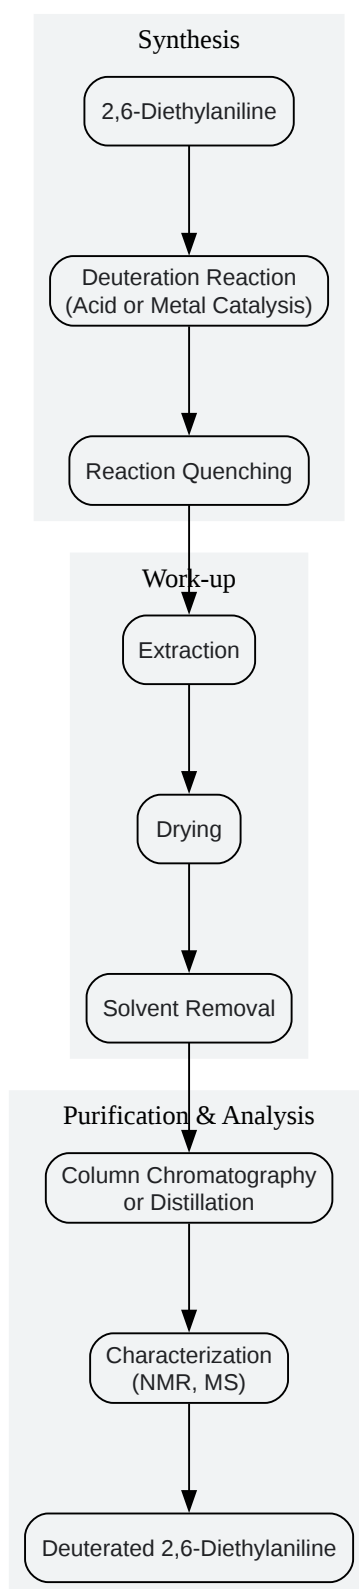 Synthesis
2,6-Diethylaniline
Deuteration Reaction
(Acid or Metal Catalysis)
Reaction Quenching
Work-up
Extraction
Drying
Solvent Removal
Purification & Analysis
Column Chromatography
or Distillation
Characterization
(NMR, MS)
Deuterated 2,6-Diethylaniline